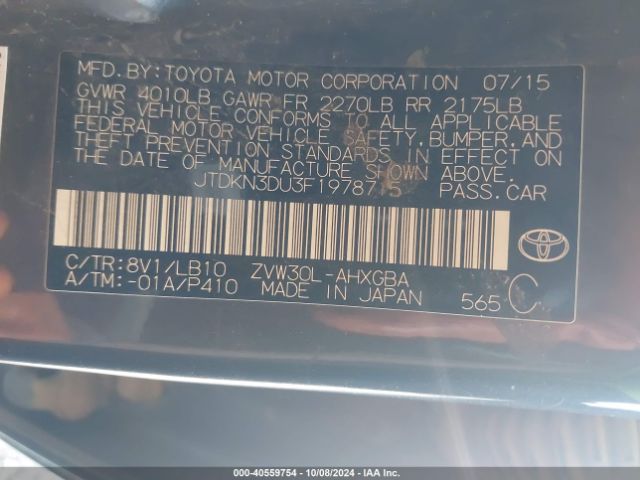 MFD.BY:TOYOTA MOTOR CORPORATION 07/15
GVWR 4010LB GAWR FR 2270LB RR 2175LB
THIS VEHICLE CONFORMS TO ALL APPLICABLE
FEDERAL MOTOR VEHICLE SAFETY,BUMPER,AND
THEFT PREVENTION STANDARDS IN EFFECT ON
THE DATE OF MANUFACTURE SHOWN ABOVE.
JTDKN3DU3F1978715 PASS.CAR
C/TR:8V1/LB10 ZVW30L-AHXGBA
A/TM:-01A/P410 MADE IN JAPAN 565 C
000-40559754 - 10/08/2024 - IAA Inc.